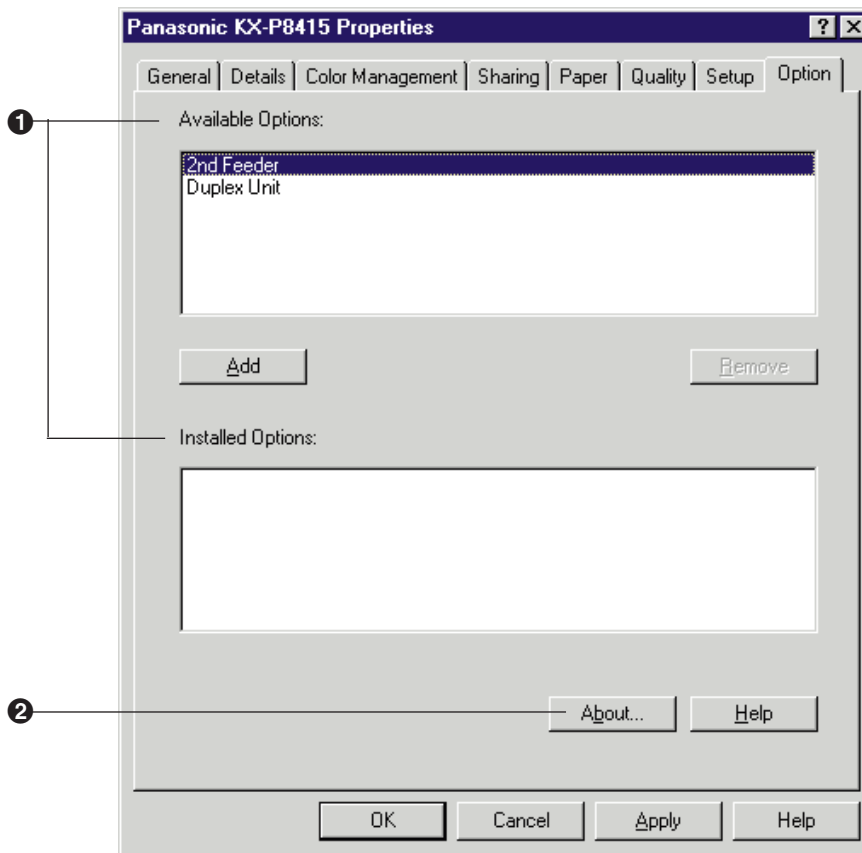 Panasonic KX-P8415 Properties ? X
General Details Color Management Sharing Paper Quality Setup Option
1 Available Options:
2nd Feeder
Duplex Unit
Add Remove
Installed Options:
2 About... Help
OK Cancel Apply Help